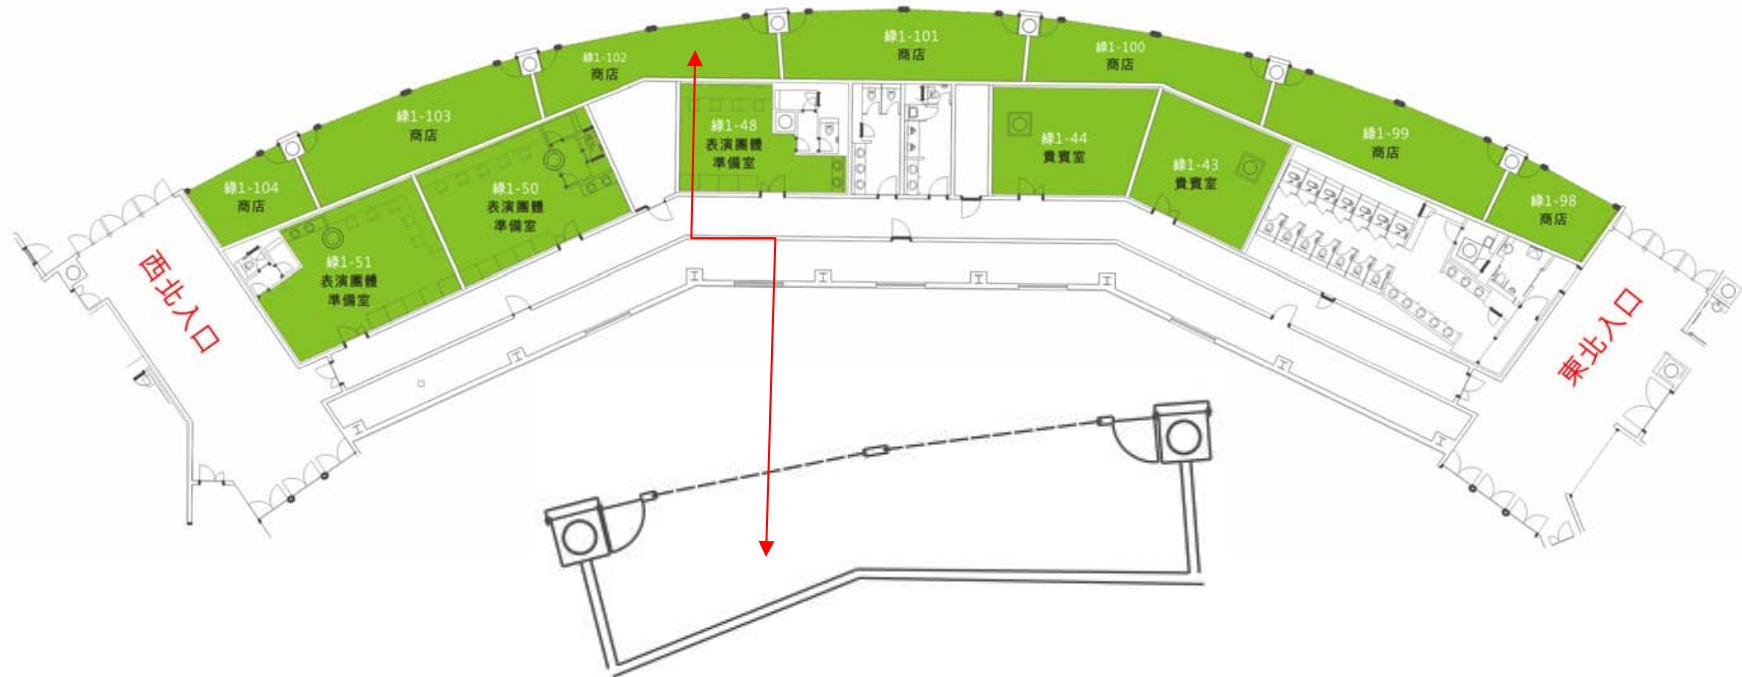 綠1-101
商店
綠1-100
商店
綠1-102
商店
綠1-103
商店
綠1-99
商店
綠1-48
表演團體
準備室
綠1-44
貴賓室
綠1-43
貴賓室
綠1-104
商店
綠1-50
表演團體
準備室
綠1-98
商店
綠1-51
表演團體
準備室
西北入口
東北入口